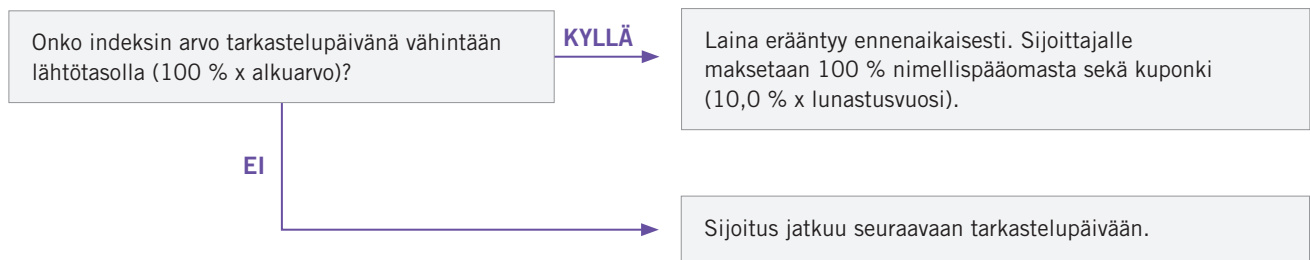 Onko indeksin arvo tarkastelupäivänä vähintään
lähtötasolla (100 % x alkuarvo)?
KYLLÄ
Laina erääntyy ennenaikaisesti. Sijoittajalle
maksetaan 100 % nimellispääomasta sekä kuponki
(10,0 % x lunastusvuosi).
EI
Sijoitus jatkuu seuraavaan tarkastelupäivään.